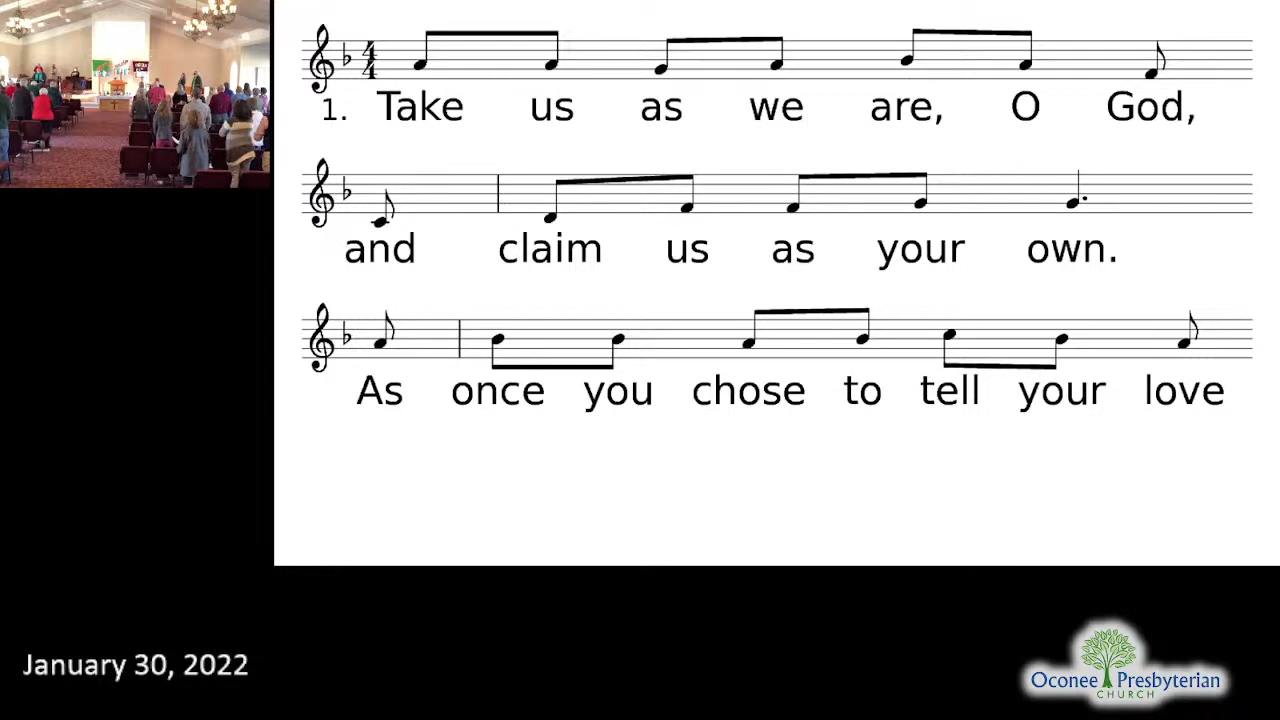 1. Take us as we are, O God,
and claim us as your own.
As once you chose to tell your love
January 30, 2022
Oconee Presbyterian
CHURCH